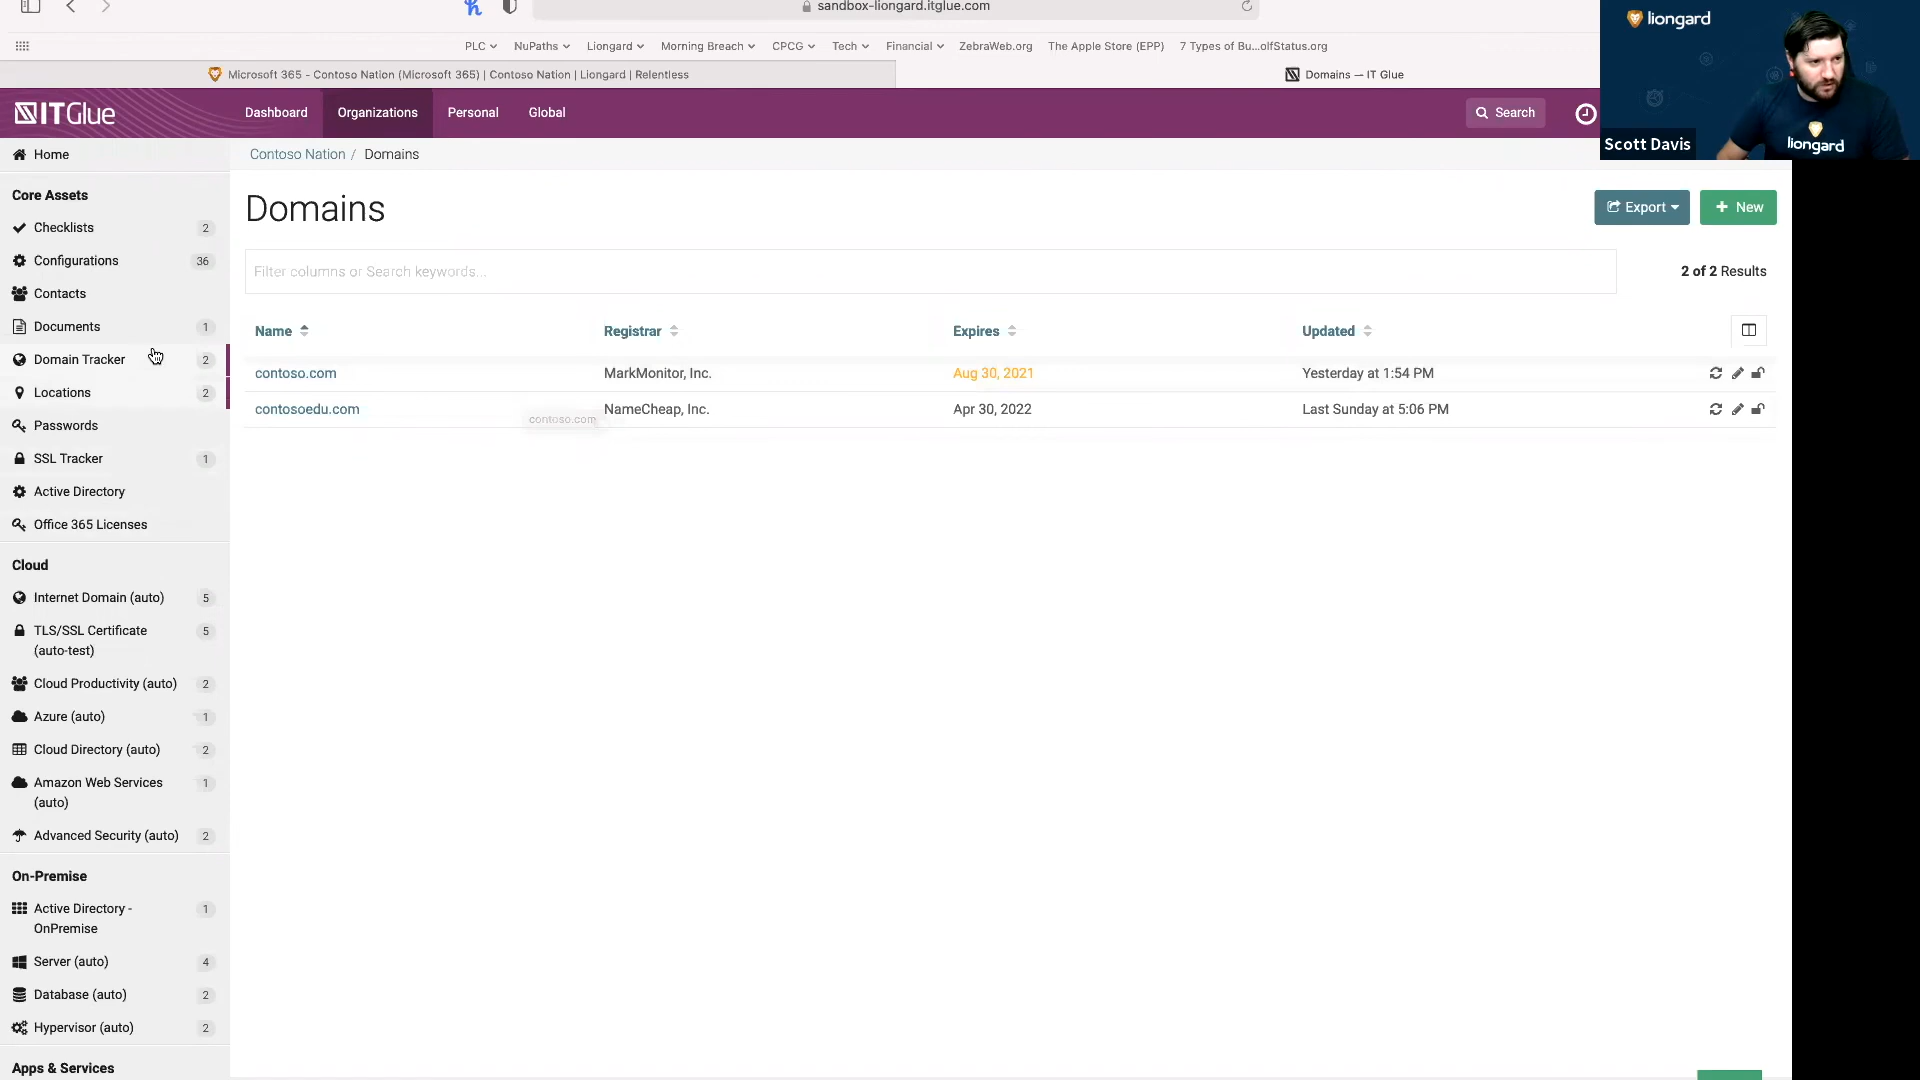 sandbox-liongard.itglue.com
PLC NuPaths Liongard Morning Breach CPCG Tech Financial ZebraWeb.org The Apple Store (EPP) 7 Types of Bu...olfStatus.org
Microsoft 365 - Contoso Nation (Microsoft 365) | Contoso Nation | Liongard | Relentless
Domains — IT Glue
liongard
liongard
Scott Davis
ITGlue
Dashboard Organizations Personal Global
Search
Home
Contoso Nation / Domains
Core Assets
Checklists 2
Configurations 36
Contacts
Documents 1
Domain Tracker 2
Locations 2
Passwords
SSL Tracker 1
Active Directory
Office 365 Licenses
Cloud
Internet Domain (auto) 5
TLS/SSL Certificate 5
(auto-test)
Cloud Productivity (auto) 2
Azure (auto) 1
Cloud Directory (auto) 2
Amazon Web Services 1
(auto)
Advanced Security (auto) 2
On-Premise
Active Directory - 1
OnPremise
Server (auto) 4
Database (auto) 2
Hypervisor (auto) 2
Apps & Services
Domains
Export
+ New
Filter columns or Search keywords...
2 of 2 Results
Name Registrar Expires Updated
contoso.com MarkMonitor, Inc. Aug 30, 2021 Yesterday at 1:54 PM
contosoedu.com NameCheap, Inc. Apr 30, 2022 Last Sunday at 5:06 PM
contoso.com